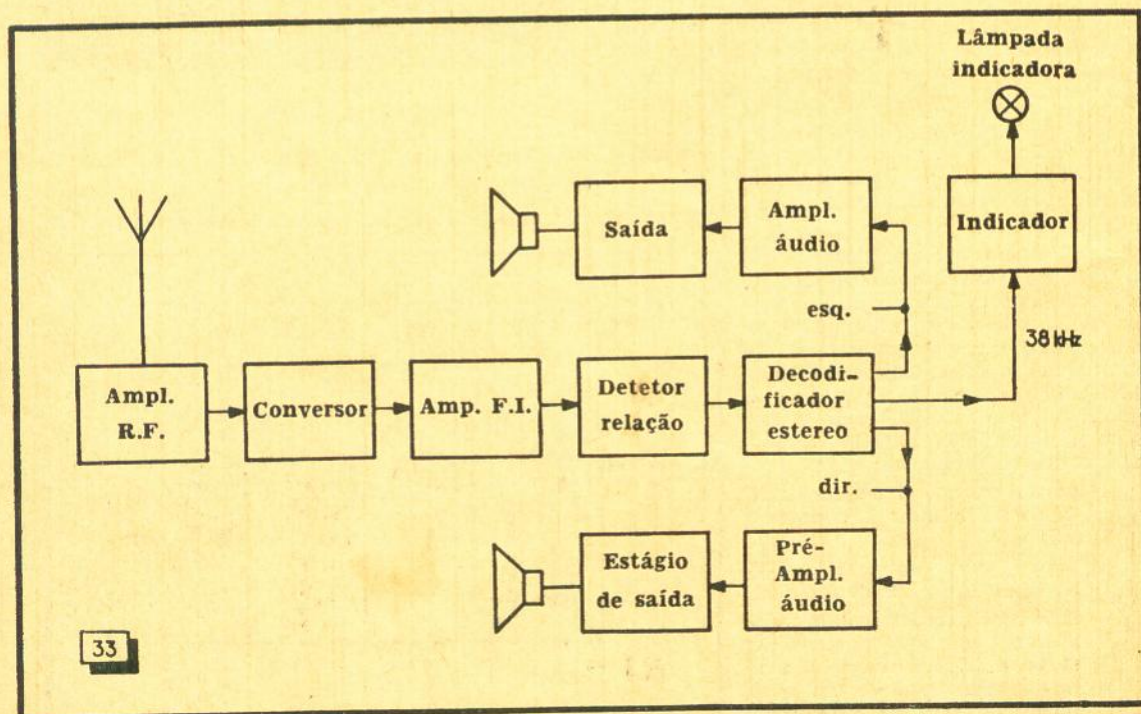 Lâmpada
indicadora
Saída
Ampl.
áudio
Indicador
esq.
38 kHz
Ampl.
R.F.
Conversor
Amp. F.I.
Detetor
relação
Decodi-
ficador
estereo
dir.
Estágio
de saída
Pré-
Ampl.
áudio
33